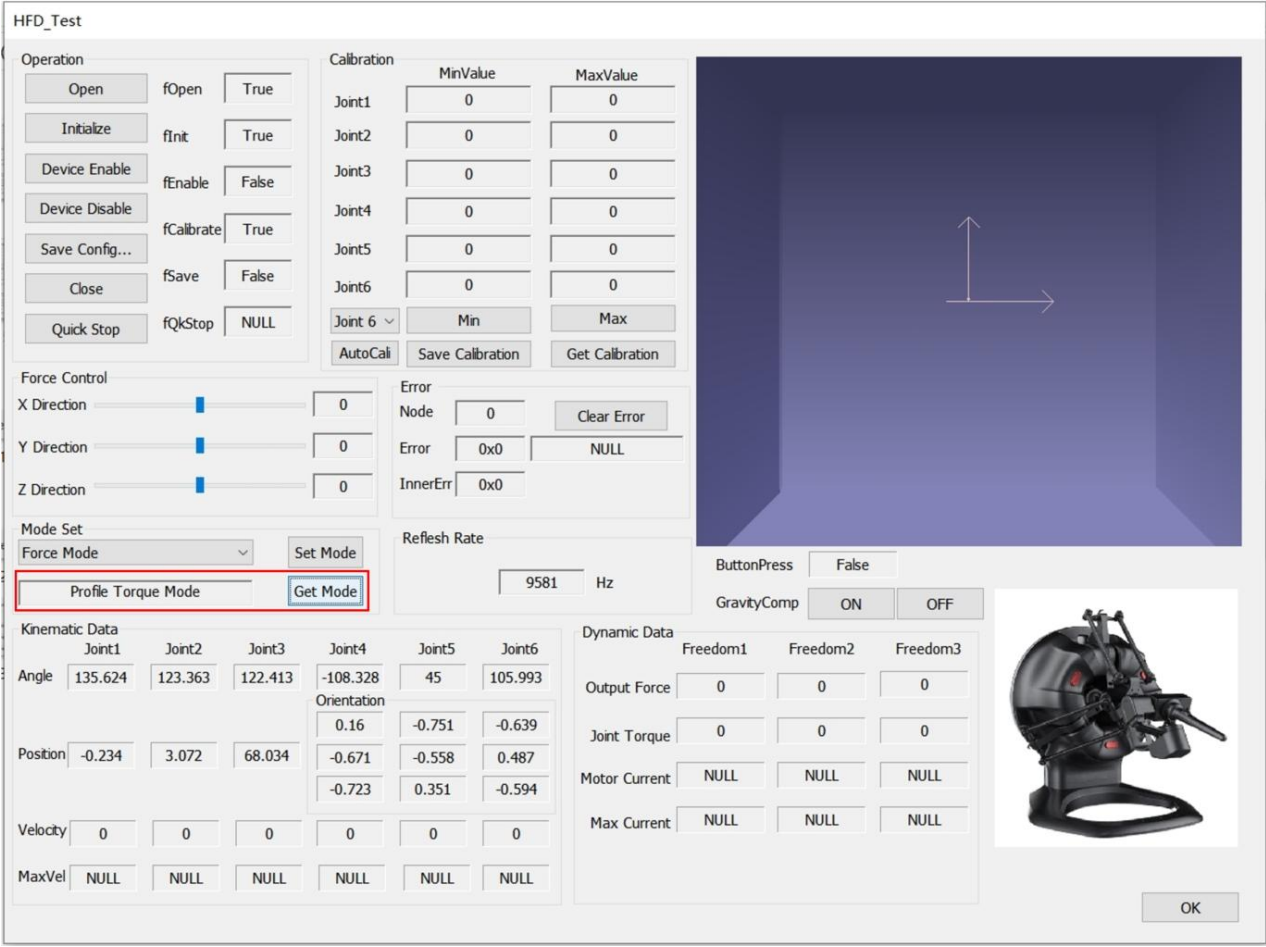 HFD_Test
Operation
Open fOpen True
Initialize fInit True
Device Enable fEnable False
Device Disable fCalibrate True
Save Config... fSave False
Close
Quick Stop fQkStop NULL
Calibration
MinValue MaxValue
Joint1 0 0
Joint2 0 0
Joint3 0 0
Joint4 0 0
Joint5 0 0
Joint6 0 0
Joint 6 Min Max
AutoCali Save Calibration Get Calibration
Force Control
X Direction 0
Y Direction 0
Z Direction 0
Error
Node 0 Clear Error
Error 0x0 NULL
InnerErr 0x0
Mode Set
Force Mode Set Mode
Profile Torque Mode Get Mode
Reflesh Rate
9581 Hz
ButtonPress False
GravityComp ON OFF
Kinematic Data
Joint1 Joint2 Joint3 Joint4 Joint5 Joint6
Angle 135.624 123.363 122.413 -108.328 45 105.993
Orientation
0.16 -0.751 -0.639
Position -0.234 3.072 68.034 -0.671 -0.558 0.487
-0.723 0.351 -0.594
Velocity 0 0 0 0 0 0
MaxVel NULL NULL NULL NULL NULL NULL
Dynamic Data
Freedom1 Freedom2 Freedom3
Output Force 0 0 0
Joint Torque 0 0 0
Motor Current NULL NULL NULL
Max Current NULL NULL NULL
OK